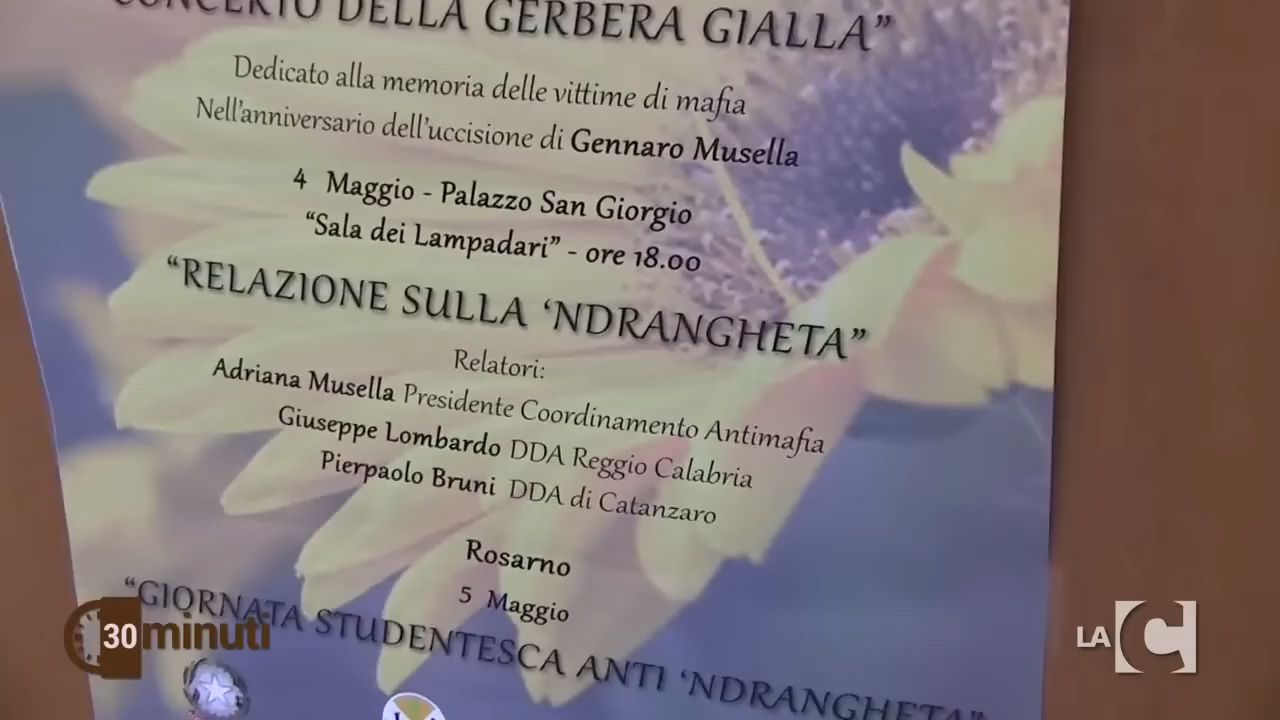 CONCERTO DELLA GERBERA GIALLA”
Dedicato alla memoria delle vittime di mafia
Nell'anniversario dell'uccisione di Gennaro Musella
4 Maggio - Palazzo San Giorgio
“Sala dei Lampadari” - ore 18.00
“RELAZIONE SULLA ‘NDRANGHETA”
Relatori:
Adriana Musella Presidente Coordinamento Antimafia
Giuseppe Lombardo DDA Reggio Calabria
Pierpaolo Bruni DDA di Catanzaro
Rosarno
5 Maggio
“GIORNATA STUDENTESCA ANTI ‘NDRANGHETA”
30 minuti
LA C